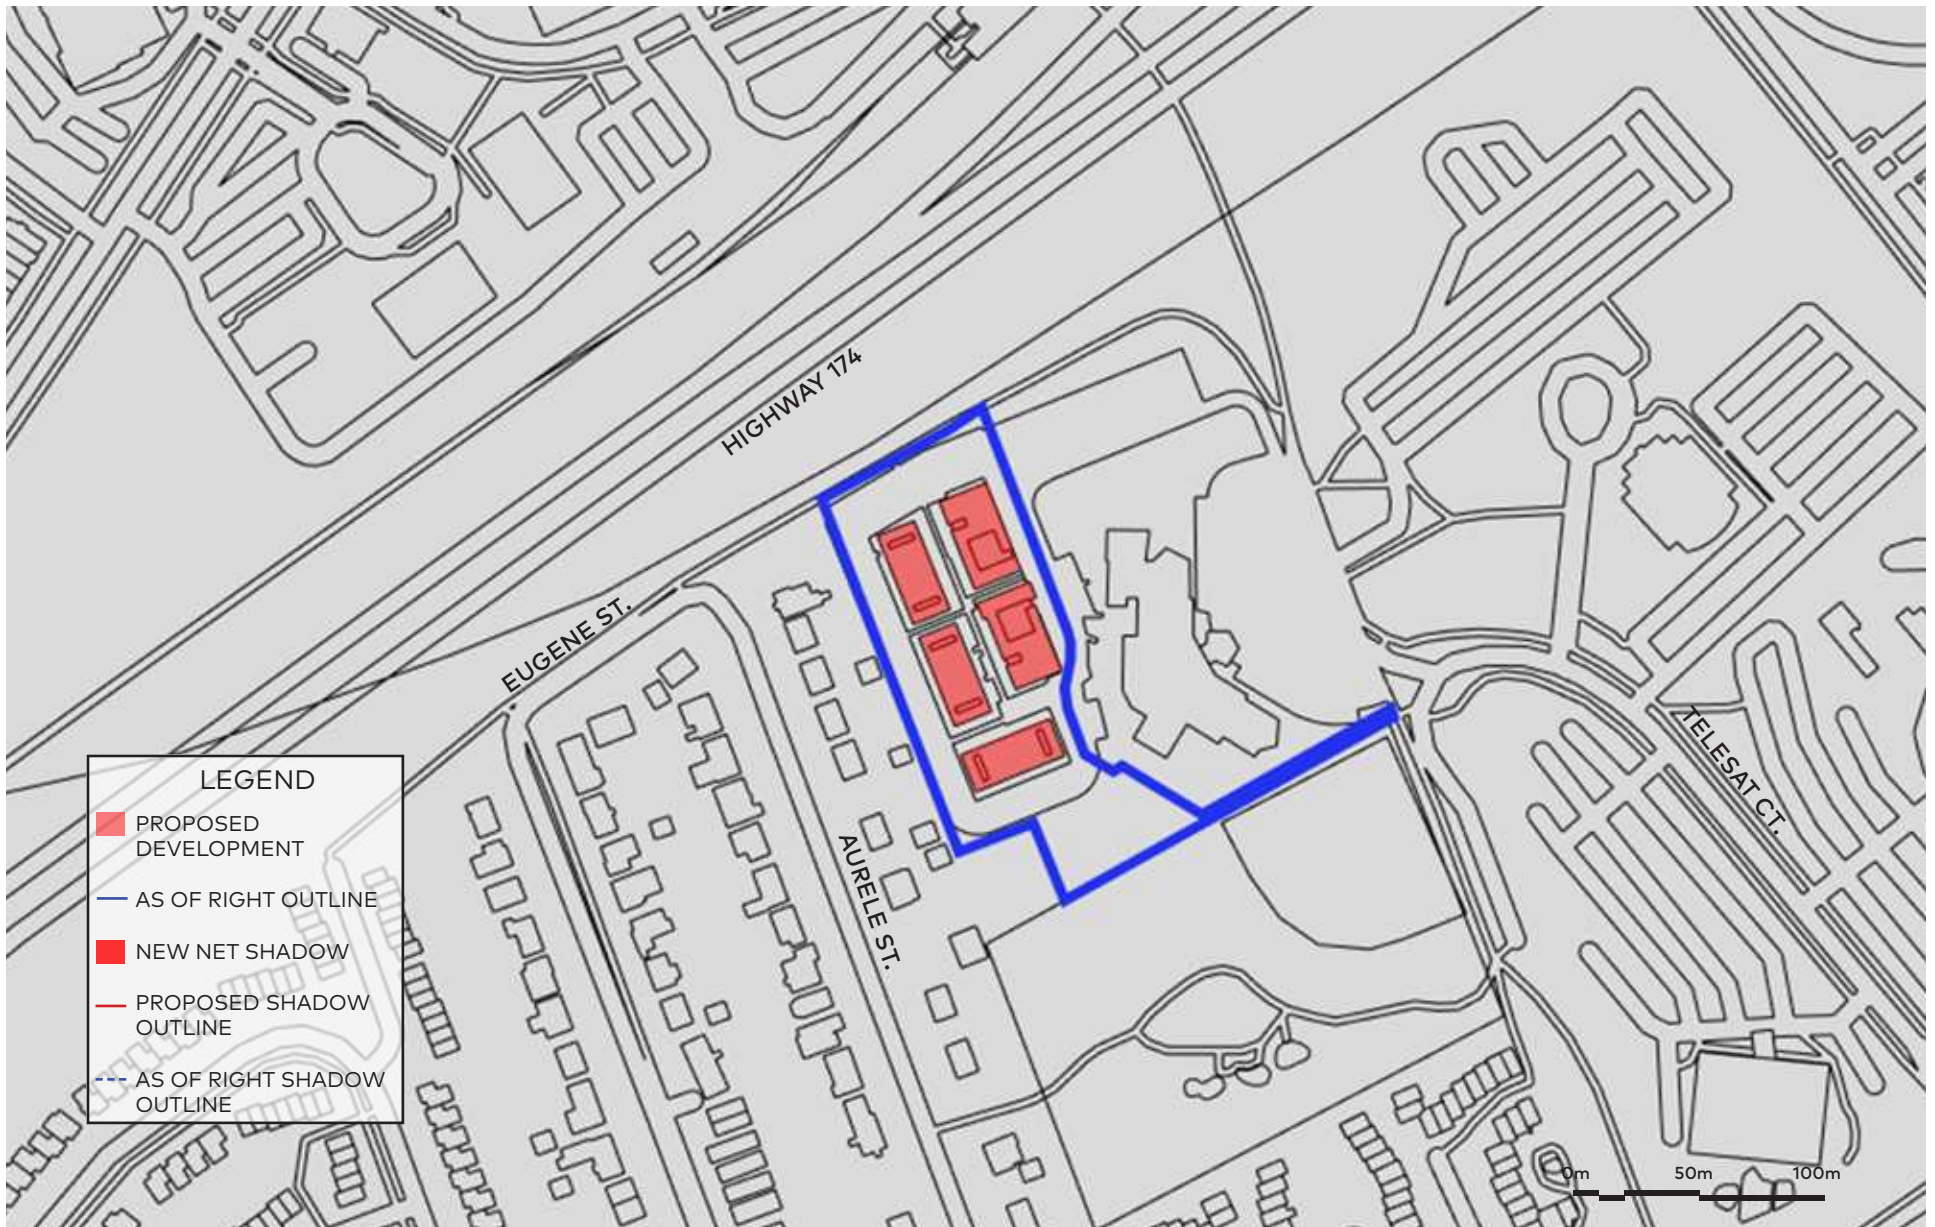 HIGHWAY 174
EUGENE ST.
TELESAT CT.
AURELE ST.
LEGEND
PROPOSED
DEVELOPMENT
AS OF RIGHT OUTLINE
NEW NET SHADOW
PROPOSED SHADOW
OUTLINE
AS OF RIGHT SHADOW
OUTLINE
0m 50m 100m